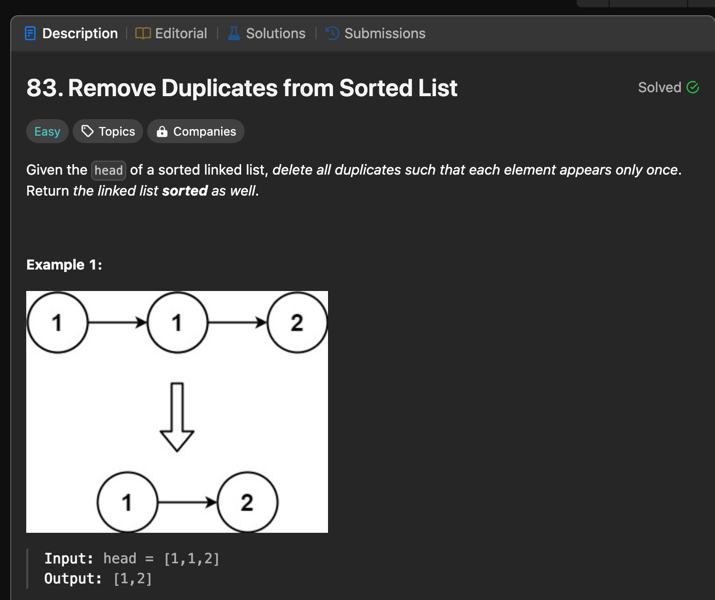 Description | Editorial | Solutions | Submissions
83. Remove Duplicates from Sorted List Solved
Easy Topics Companies
Given the head of a sorted linked list, delete all duplicates such that each element appears only once.
Return the linked list sorted as well.
Example 1:
1 1 2
1 2
Input: head = [1,1,2]
Output: [1,2]